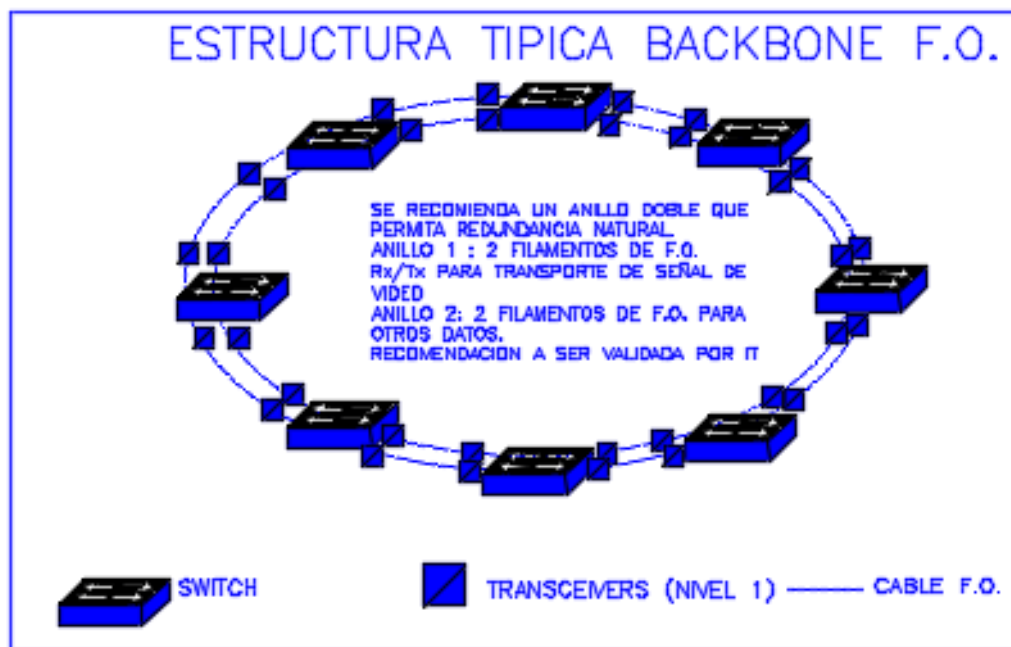 ESTRUCTURA TIPICA BACKBONE F.O.
SE RECOMIENDA UN ANILLO DOBLE QUE
PERMITA REDUNDANCIA NATURAL
ANILLO 1 : 2 FILAMENTOS DE F.O.
Rx/Tx PARA TRANSPORTE DE SEÑAL DE
VIDEO
ANILLO 2: 2 FILAMENTOS DE F.O. PARA
OTROS DATOS.
RECOMENDACION A SER VALIDADA POR IT
SWITCH
TRANSCEIVERS (NIVEL 1)
CABLE F.O.